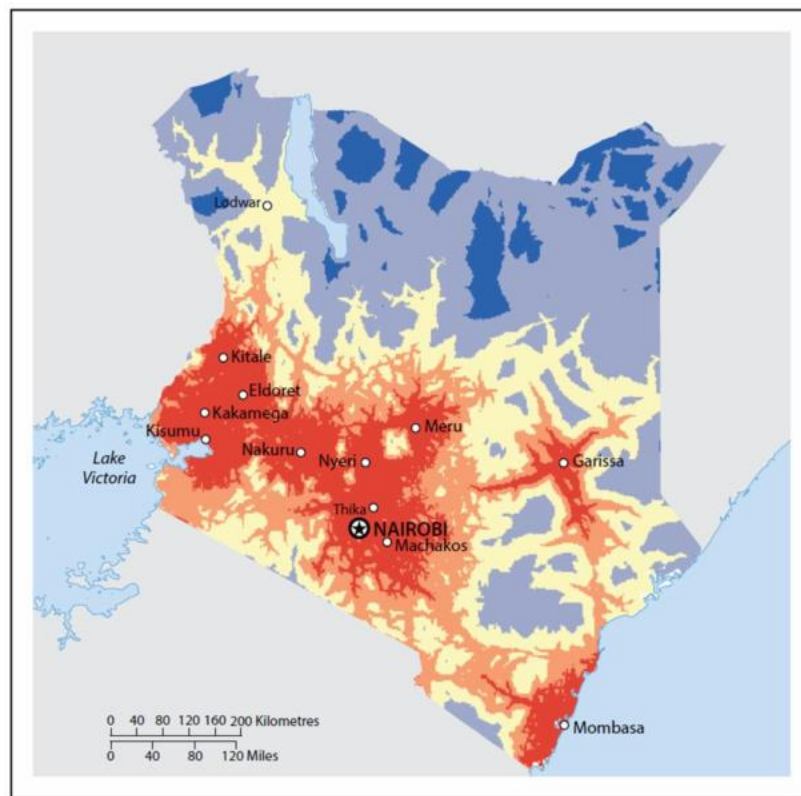 Lodwar
Kitale
Eldoret
Kakamega
Kisumu
Meru
Lake
Victoria
Nakuru
Nyeri
Garissa
Thika
NAIROBI
Machakos
0 40 80 120 160 200 Kilometres
0 40 80 120 Miles
Mombasa